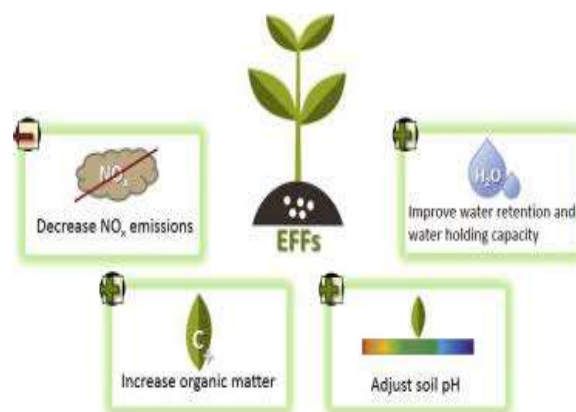 NOx
Decrease NOx emissions
EFFs
H2O
Improve water retention and
water holding capacity
C
Increase organic matter
Adjust soil pH